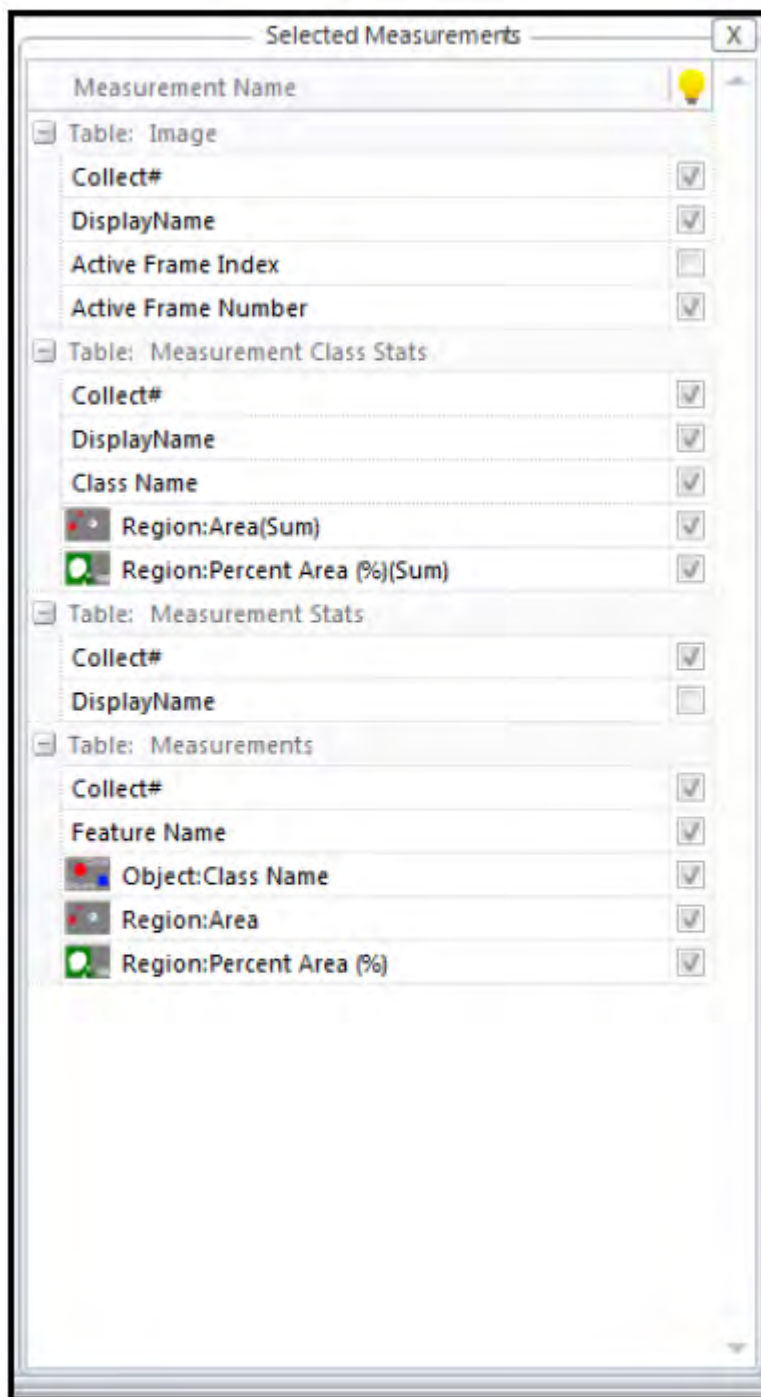 Selected Measurements X
Measurement Name
Table: Image
Collect#
DisplayName
Active Frame Index
Active Frame Number
Table: Measurement Class Stats
Collect#
DisplayName
Class Name
Region:Area(Sum)
Region:Percent Area (%)(Sum)
Table: Measurement Stats
Collect#
DisplayName
Table: Measurements
Collect#
Feature Name
Object:Class Name
Region:Area
Region:Percent Area (%)